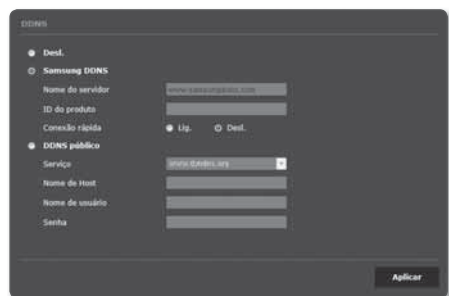 DDNS
Desl.
Samsung DDNS
Nome do servidor www.samsungipolis.com
ID do produto
Conexão rápida Lig. Desl.
DDNS público
Serviço www.dyndns.org
Nome de Host
Nome de usuário
Senha
Aplicar